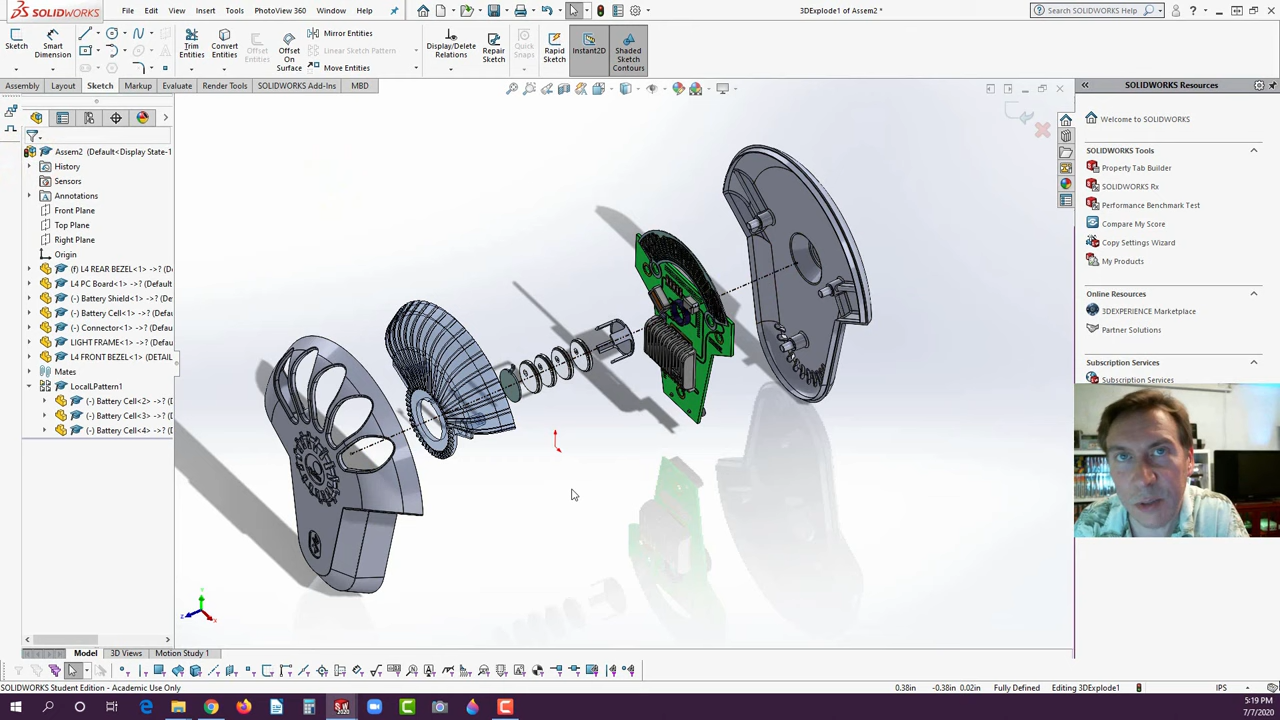 SOLIDWORKS File Edit View Insert Tools PhotoView 360 Window Help 3DExplode1 of Assem2 * Search SOLIDWORKS Help
Sketch Smart Dimension Trim Entities Convert Entities Offset Entities Offset On Surface Mirror Entities Linear Sketch Pattern Move Entities Display/Delete Relations Repair Sketch Quick Snaps Rapid Sketch Instant2D Shaded Sketch Contours
Assembly Layout Sketch Markup Evaluate Render Tools SOLIDWORKS Add-Ins MBD
SOLIDWORKS Resources
Assem2 (Default<Display State-1
History
Sensors
Annotations
Front Plane
Top Plane
Right Plane
Origin
(f) L4 REAR BEZEL<1> ->? (D
L4 PC Board<1> ->? (Default
(-) Battery Shield<1> ->? (D
(-) Battery Cell<1> ->? (Def
(-) Connector<1> ->? (Defau
LIGHT FRAME<1> ->? (Def
L4 FRONT BEZEL<1> (DETAIL
Mates
LocalLPattern1
(-) Battery Cell<2> ->? (
(-) Battery Cell<3> ->? (
(-) Battery Cell<4> ->? (
Welcome to SOLIDWORKS
SOLIDWORKS Tools
Property Tab Builder
SOLIDWORKS Rx
Performance Benchmark Test
Compare My Score
Copy Settings Wizard
My Products
Online Resources
3DEXPERIENCE Marketplace
Partner Solutions
Subscription Services
Certified Professional
Model 3D Views Motion Study 1
SOLIDWORKS Student Edition - Academic Use Only 0.38in -0.38in 0.02in Fully Defined Editing 3DExplode1 IPS
5:19 PM
7/7/2020